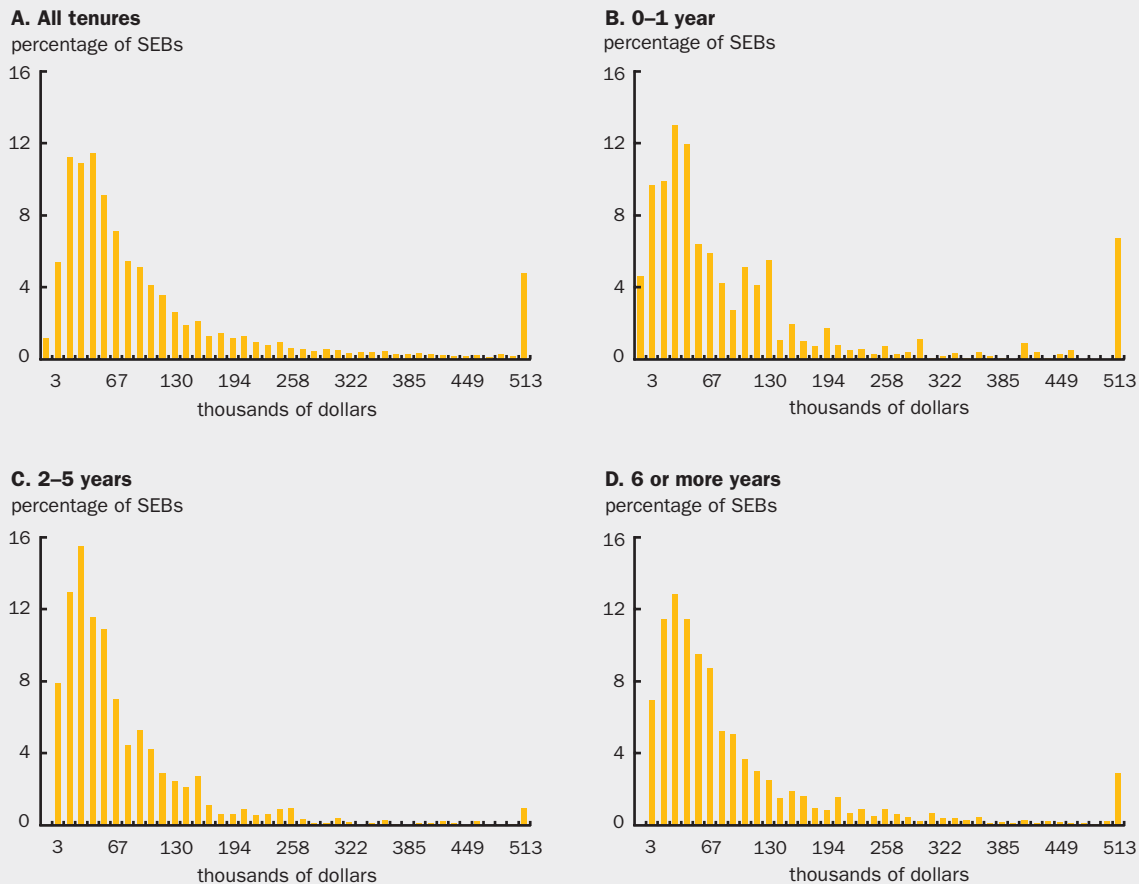 A. All tenures
percentage of SEBs
16
12
8
4
0
3 67 130 194 258 322 385 449 513
thousands of dollars
B. 0–1 year
percentage of SEBs
16
12
8
4
0
3 67 130 194 258 322 385 449 513
thousands of dollars
C. 2–5 years
percentage of SEBs
16
12
8
4
0
3 67 130 194 258 322 385 449 513
thousands of dollars
D. 6 or more years
percentage of SEBs
16
12
8
4
0
3 67 130 194 258 322 385 449 513
thousands of dollars